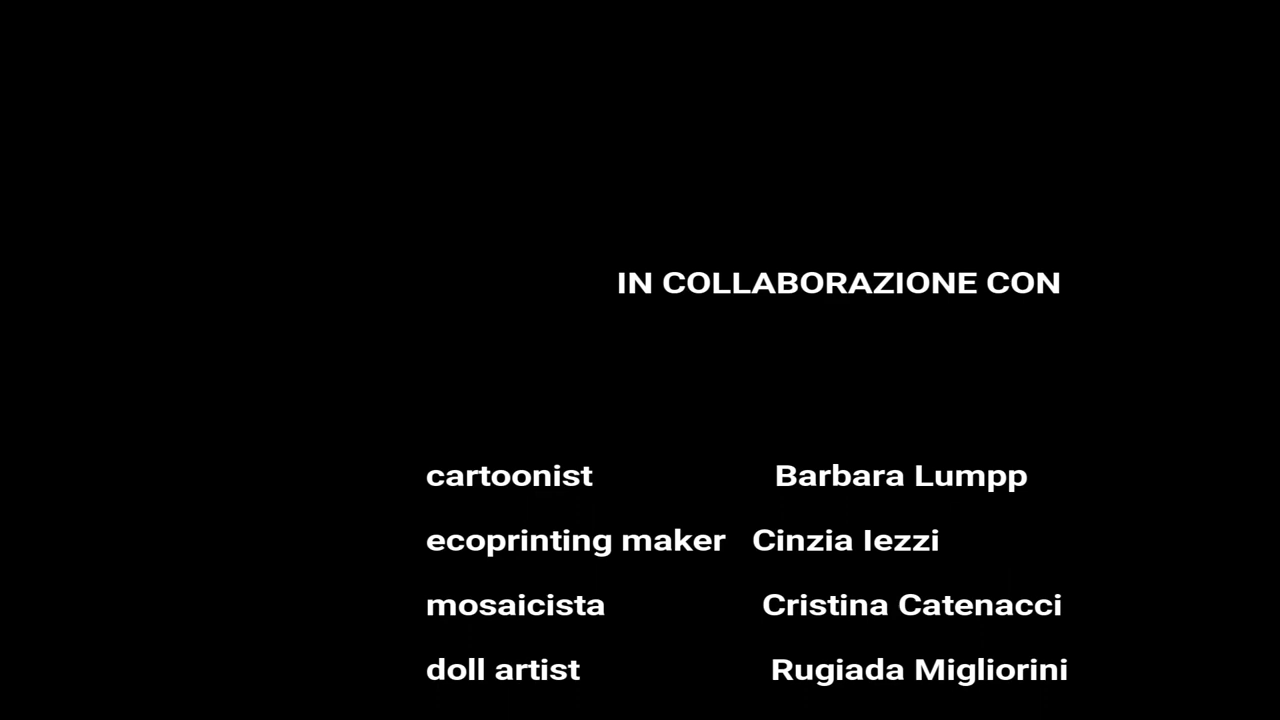 IN COLLABORAZIONE CON
cartoonist Barbara Lumpp
ecoprinting maker Cinzia Iezzi
mosaicista Cristina Catenacci
doll artist Rugiada Migliorini